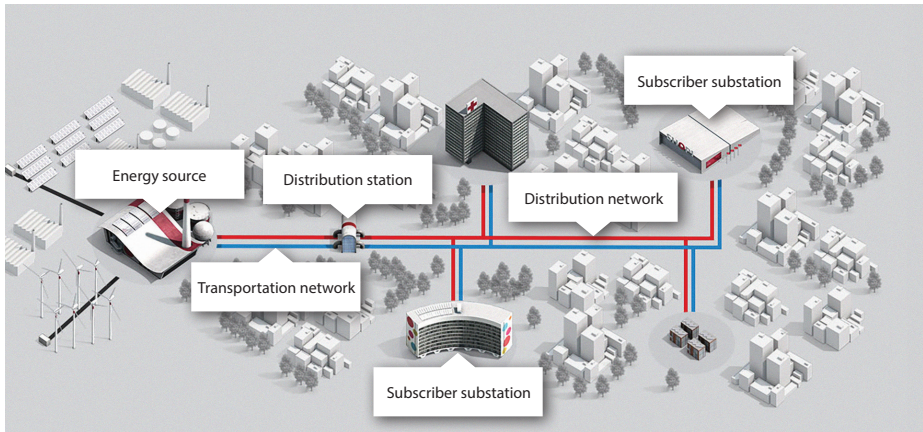 Subscriber substation
Energy source
Distribution station
Distribution network
Transportation network
Subscriber substation